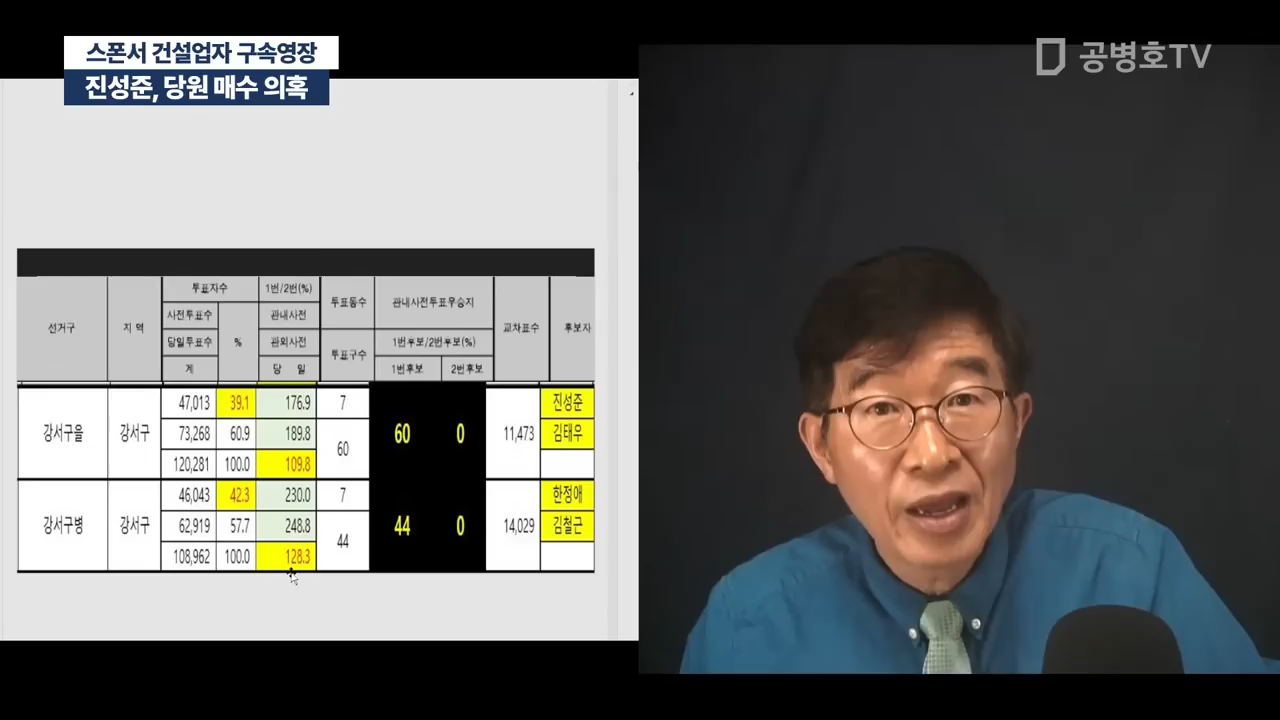 스폰서 건설업자 구속영장
진성준, 당원 매수 의혹
공병호TV
선거구 지 역 투표자수 1번/2번(%) 투표동수 관내사전투표무승지 교차표수 후보자
사전투표수 % 관내사전
당일투표수 관외사전 투표구수 1번후보/2번후보(%)
계 당 일 1번후보 2번후보
강서구을 강서구 47,013 39.1 176.9 7 60 0 11,473 진성준
73,268 60.9 189.8 60 김태우
120,281 100.0 109.8
강서구병 강서구 46,043 42.3 230.0 7 44 0 14,029 한정애
62,919 57.7 248.8 44 김철근
108,962 100.0 128.3